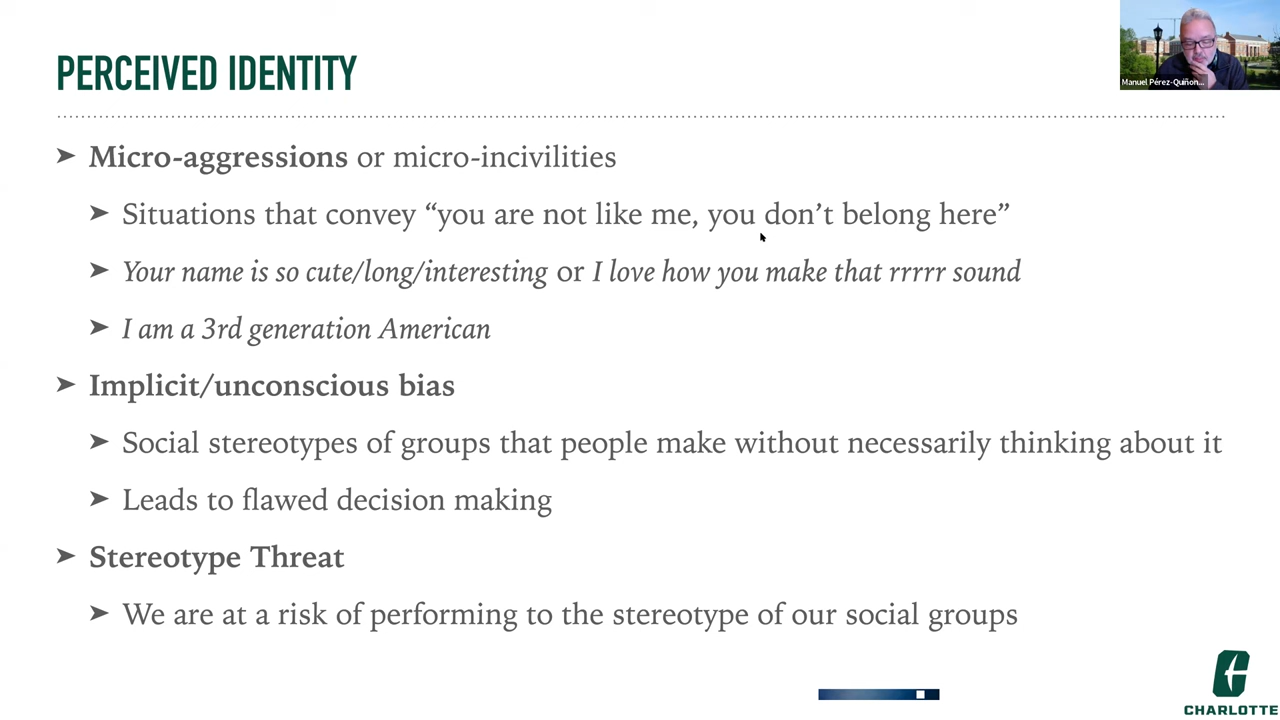 PERCEIVED IDENTITY
Manuel Pérez-Quiñon...
➤ Micro-aggressions or micro-incivilities
➤ Situations that convey “you are not like me, you don’t belong here”
➤ Your name is so cute/long/interesting or I love how you make that rrrrr sound
➤ I am a 3rd generation American
➤ Implicit/unconscious bias
➤ Social stereotypes of groups that people make without necessarily thinking about it
➤ Leads to flawed decision making
➤ Stereotype Threat
➤ We are at a risk of performing to the stereotype of our social groups
CHARLOTTE